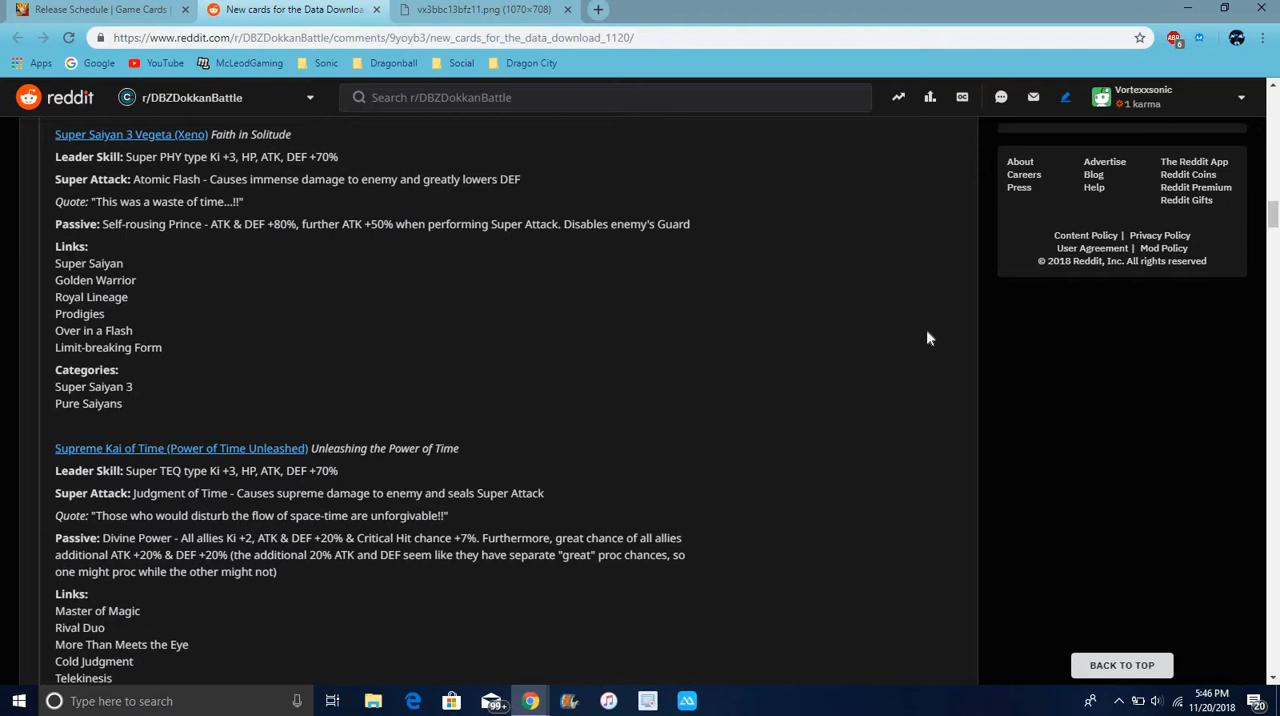 Release Schedule | Game Cards
New cards for the Data Downloa
vx3bbc13bfz11.png (1070×708)
https://www.reddit.com/r/DBZDokkanBattle/comments/9yoyb3/new_cards_for_the_data_download_1120/
ABP
6
Apps
Google
YouTube
McLeodGaming
Sonic
Dragonball
Social
Dragon City
reddit
r/DBZDokkanBattle
Search r/DBZDokkanBattle
Vortexxsonic
1 karma
Super Saiyan 3 Vegeta (Xeno) Faith in Solitude
Leader Skill: Super PHY type Ki +3, HP, ATK, DEF +70%
Super Attack: Atomic Flash - Causes immense damage to enemy and greatly lowers DEF
Quote: "This was a waste of time...!!"
Passive: Self-rousing Prince - ATK & DEF +80%, further ATK +50% when performing Super Attack. Disables enemy's Guard
Links:
Super Saiyan
Golden Warrior
Royal Lineage
Prodigies
Over in a Flash
Limit-breaking Form
Categories:
Super Saiyan 3
Pure Saiyans
Supreme Kai of Time (Power of Time Unleashed) Unleashing the Power of Time
Leader Skill: Super TEQ type Ki +3, HP, ATK, DEF +70%
Super Attack: Judgment of Time - Causes supreme damage to enemy and seals Super Attack
Quote: "Those who would disturb the flow of space-time are unforgivable!!"
Passive: Divine Power - All allies Ki +2, ATK & DEF +20% & Critical Hit chance +7%. Furthermore, great chance of all allies
additional ATK +20% & DEF +20% (the additional 20% ATK and DEF seem like they have separate "great" proc chances, so
one might proc while the other might not)
Links:
Master of Magic
Rival Duo
More Than Meets the Eye
Cold Judgment
Telekinesis
About
Advertise
The Reddit App
Careers
Blog
Reddit Coins
Press
Help
Reddit Premium
Reddit Gifts
Content Policy | Privacy Policy
User Agreement | Mod Policy
© 2018 Reddit, Inc. All rights reserved
BACK TO TOP
Type here to search
99+
5:46 PM
11/20/2018
20